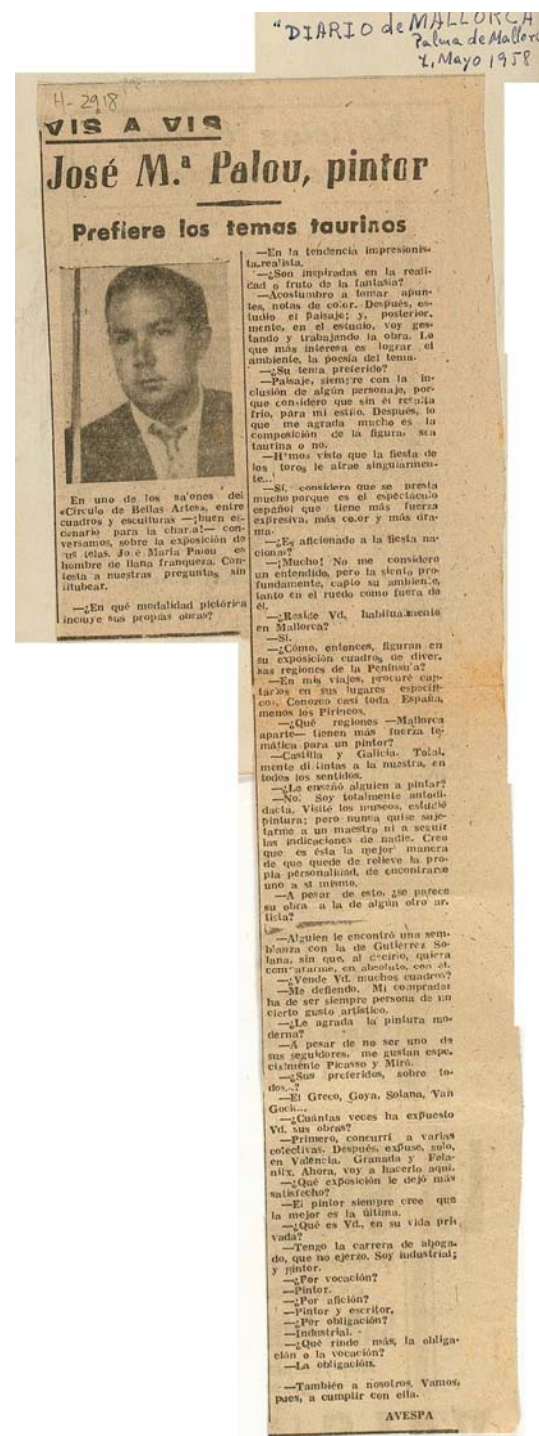 "DIARIO de MALLORCA
Palma de Mallor
7, Mayo 1958
H-2918
VIS A VIS
José M.ª Palou, pintor
Prefiere los temas taurinos
En uno de los sa'ones del
«Círculo de Bellas Artes», entre
cuadros y esculturas —¡buen es-
cenario para la char.a!— con-
versamos, sobre la exposición de
sus telas. Jo.é María Palou es
hombre de llana franqueza. Con-
testa a nuestras preguntas sin
titubear.
—¿En qué modalidad pictórica
incluye sus propias obras?
—En la tendencia impresionis-
ta-realista.
—¿Son inspiradas en la reali-
dad o fruto de la fantasía?
—Acostumbro a tomar apun-
tes, notas de color. Después, es-
tudio el Paisaje; y, posterior-
mente, en el estudio, voy ges-
tando y trabajando la obra. Lo
que más interesa es lograr el
ambiente, la poesía del tema.
—¿Su tema preferido?
—Paisaje, siempre con la in-
clusión de algún personaje, por-
que considero que sin él resulta
frío, para mi estilo. Después, lo
que me agrada mucho es la
composición de la figura, sea
taurina o no.
—H'mos visto que la fiesta de
los toros le atrae singularmen-
te...
—Sí, considero que se presta
mucho porque es el espectáculo
español que tiene más fuerza
expresiva, más co.or y más dra-
ma.
—¿Es aficionado a la fiesta na-
cional?
—¡Mucho! No me considero
un entendido, pero la siento pro-
fundamente, capto su ambiente,
tanto en el ruedo como fuera de
él.
—¿Reside Vd. habitualmente
en Mallorca?
—Sí.
—¿Cómo, entonces, figuran en
su exposición cuadros de diver-
sas regiones de la Penínsu'a?
—En mis viajes, procuré cap-
tarlos en sus lugares específi-
cos. Conozco casi toda España,
menos los Pirineos.
—¿Qué regiones —Mallorca
aparte— tienen más fuerza te-
mática para un pintor?
—Castilla y Galicia. Total-
mente distintas a la nuestra, en
todos los sentidos.
—¿Le enseñó alguien a pintar?
—No. Soy totalmente autodi-
dacta. Visité los museos, estudié
pintura; pero nunca quise suje-
tarme a un maestro ni a seguir
las indicaciones de nadie. Creo
que es ésta la mejor manera
de que quede de relieve la pro-
pia personalidad, de encontrarse
uno a sí mismo.
—A pesar de esto, ¿se parece
su obra a la de algún otro ar-
tista?
—Alguien le encontró una sem-
blanza con la de Gutiérrez So-
lana, sin que, al decirlo, quiera
compararme, en absoluto, con él.
—¿Vende Vd. muchos cuadros?
—Me defiendo. Mi comprador
ha de ser siempre persona de un
cierto gusto artístico.
—¿Le agrada la pintura mo-
derna?
—A pesar de no ser uno de
sus seguidores, me gustan espe-
cialmente Picasso y Miró.
—¿Sus preferidos, sobre to-
dos...?
—El Greco, Goya, Solana, Van
Goch...
—¿Cuántas veces ha expuesto
Vd. sus obras?
—Primero, concurrí a varias
colectivas. Después, expuse, solo,
en Valencia, Granada y Fela-
nitx. Ahora, voy a hacerlo aquí.
—¿Qué exposición le dejó más
satisfecho?
—El pintor siempre cree que
la mejor es la última.
—¿Qué es Vd., en su vida pri-
vada?
—Tengo la carrera de aboga-
do, que no ejerzo. Soy industrial;
y pintor.
—¿Por vocación?
—Pintor.
—¿Por afición?
—Pintor y escritor.
—¿Por obligación?
—Industrial.
—¿Qué rinde más, la obliga-
ción o la vocación?
—La obligación.
—También a nosotros. Vamos,
pues, a cumplir con ella.
AVESPA